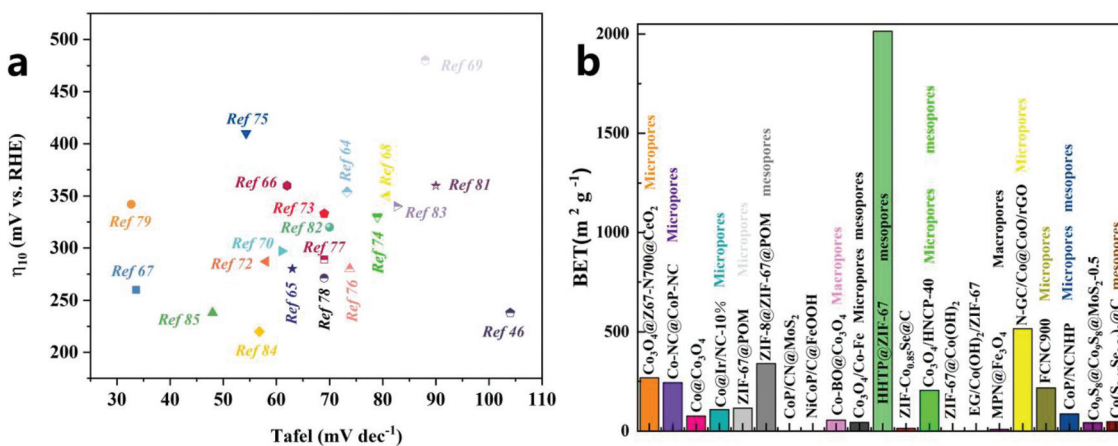 a
η10 (mV vs. RHE)
500
450
400
350
300
250
200
30
40
50
60
70
80
90
100
110
Tafel (mV dec-1)
Ref 69
Ref 75
Ref 64
Ref 68
Ref 66
Ref 81
Ref 79
Ref 73
Ref 82
Ref 83
Ref 70
Ref 77
Ref 74
Ref 72
Ref 67
Ref 65
Ref 78
Ref 76
Ref 85
Ref 84
Ref 46
b
BET(m2 g-1)
2000
1500
1000
500
0
Co3O4@Z67-N700@CeO2 Micropores
Co-NC@CoP-NC Micropores
Co@Co3O4
Co@Ir/NC-10% Micropores
ZIF-67@POM Micropores
ZIF-8@ZIF-67@POM mesopores
CoP/CN@MoS2
NiCoP/C@FeOOH
Co-BO@Co3O4 Macropores
Co3O4/Co-Fe Micropores mesopores
HHTP@ZIF-67 mesopores
ZIF-Co0.85Se@C
Co3O4/HNCP-40 Micropores mesopores
ZIF-67@Co(OH)2
EG/Co(OH)2/ZIF-67
MPN@Fe3O4 Macropores
N-GC/Co@CoO/rGO Micropores
FCNC900 Micropores
CoP/NCNHP Micropores mesopores
Co9S8@Co9S8@MoS2-0.5
mesopores